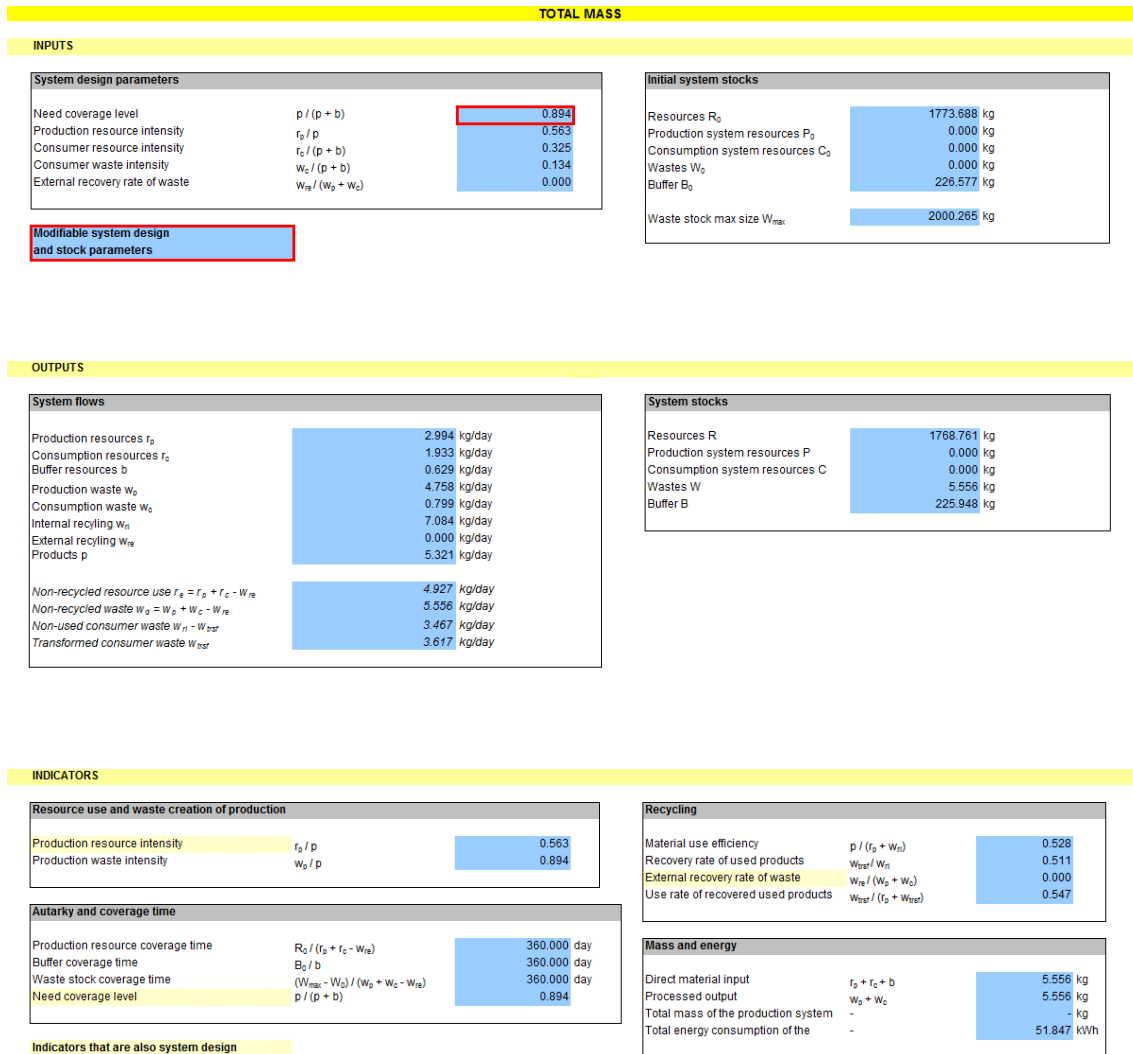 TOTAL MASS
INPUTS
System design parameters
Need coverage level p / (p + b) 0.894
Production resource intensity rₚ / p 0.563
Consumer resource intensity r꜀ / (p + b) 0.325
Consumer waste intensity w꜀ / (p + b) 0.134
External recovery rate of waste wᵣₑ / (wₚ + w꜀) 0.000
Modifiable system design
and stock parameters
Initial system stocks
Resources R₀ 1773.688 kg
Production system resources P₀ 0.000 kg
Consumption system resources C₀ 0.000 kg
Wastes W₀ 0.000 kg
Buffer B₀ 226.577 kg
Waste stock max size Wmax 2000.265 kg
OUTPUTS
System flows
Production resources rₚ 2.994 kg/day
Consumption resources r꜀ 1.933 kg/day
Buffer resources b 0.629 kg/day
Production waste wₚ 4.758 kg/day
Consumption waste w꜀ 0.799 kg/day
Internal recyling wri 7.084 kg/day
External recyling wᵣₑ 0.000 kg/day
Products p 5.321 kg/day
Non-recycled resource use rₑ = rₚ + r꜀ - wᵣₑ 4.927 kg/day
Non-recycled waste wd = wₚ + w꜀ - wᵣₑ 5.556 kg/day
Non-used consumer waste wri - wtrsf 3.467 kg/day
Transformed consumer waste wtrsf 3.617 kg/day
System stocks
Resources R 1768.761 kg
Production system resources P 0.000 kg
Consumption system resources C 0.000 kg
Wastes W 5.556 kg
Buffer B 225.948 kg
INDICATORS
Resource use and waste creation of production
Production resource intensity rₚ / p 0.563
Production waste intensity wₚ / p 0.894
Autarky and coverage time
Production resource coverage time R₀ / (rₚ + r꜀ - wᵣₑ) 360.000 day
Buffer coverage time B₀ / b 360.000 day
Waste stock coverage time (Wmax - W₀) / (wₚ + w꜀ - wᵣₑ) 360.000 day
Need coverage level p / (p + b) 0.894
Indicators that are also system design
Recycling
Material use efficiency p / (rₚ + wri) 0.528
Recovery rate of used products wtrsf / wri 0.511
External recovery rate of waste wᵣₑ / (wₚ + w꜀) 0.000
Use rate of recovered used products wtrsf / (rₚ + wtrsf) 0.547
Mass and energy
Direct material input rₚ + r꜀ + b 5.556 kg
Processed output wₚ + w꜀ 5.556 kg
Total mass of the production system - - kg
Total energy consumption of the - 51.847 kWh